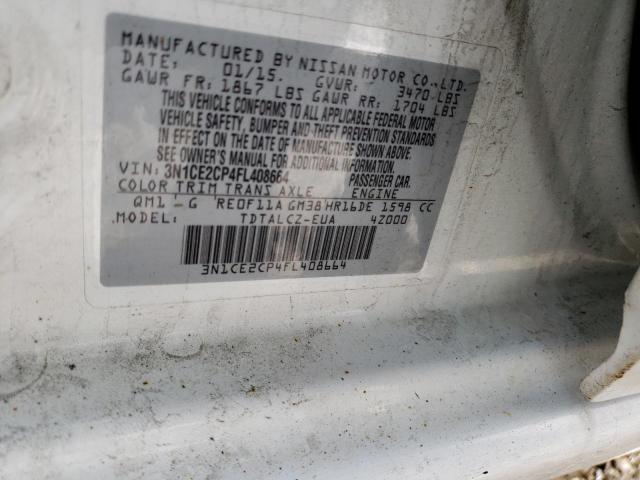 MANUFACTURED BY NISSAN MOTOR CO., LTD.
DATE: 01/15. GVWR: 3470 LBS
GAWR FR: 1867 LBS GAWR RR: 1704 LBS
THIS VEHICLE CONFORMS TO ALL APPLICABLE FEDERAL MOTOR
VEHICLE SAFETY, BUMPER AND THEFT PREVENTION STANDARDS
IN EFFECT ON THE DATE OF MANUFACTURE SHOWN ABOVE.
SEE OWNER'S MANUAL FOR ADDITIONAL INFORMATION.
VIN: 3N1CE2CP4FL408664 PASSENGER CAR.
COLOR TRIM TRANS AXLE ENGINE
QM1 - G RE0F11A GM38 HR16DE 1598 CC
MODEL: TDTALCZ-EUA 4Z000
3N1CE2CP4FL408664